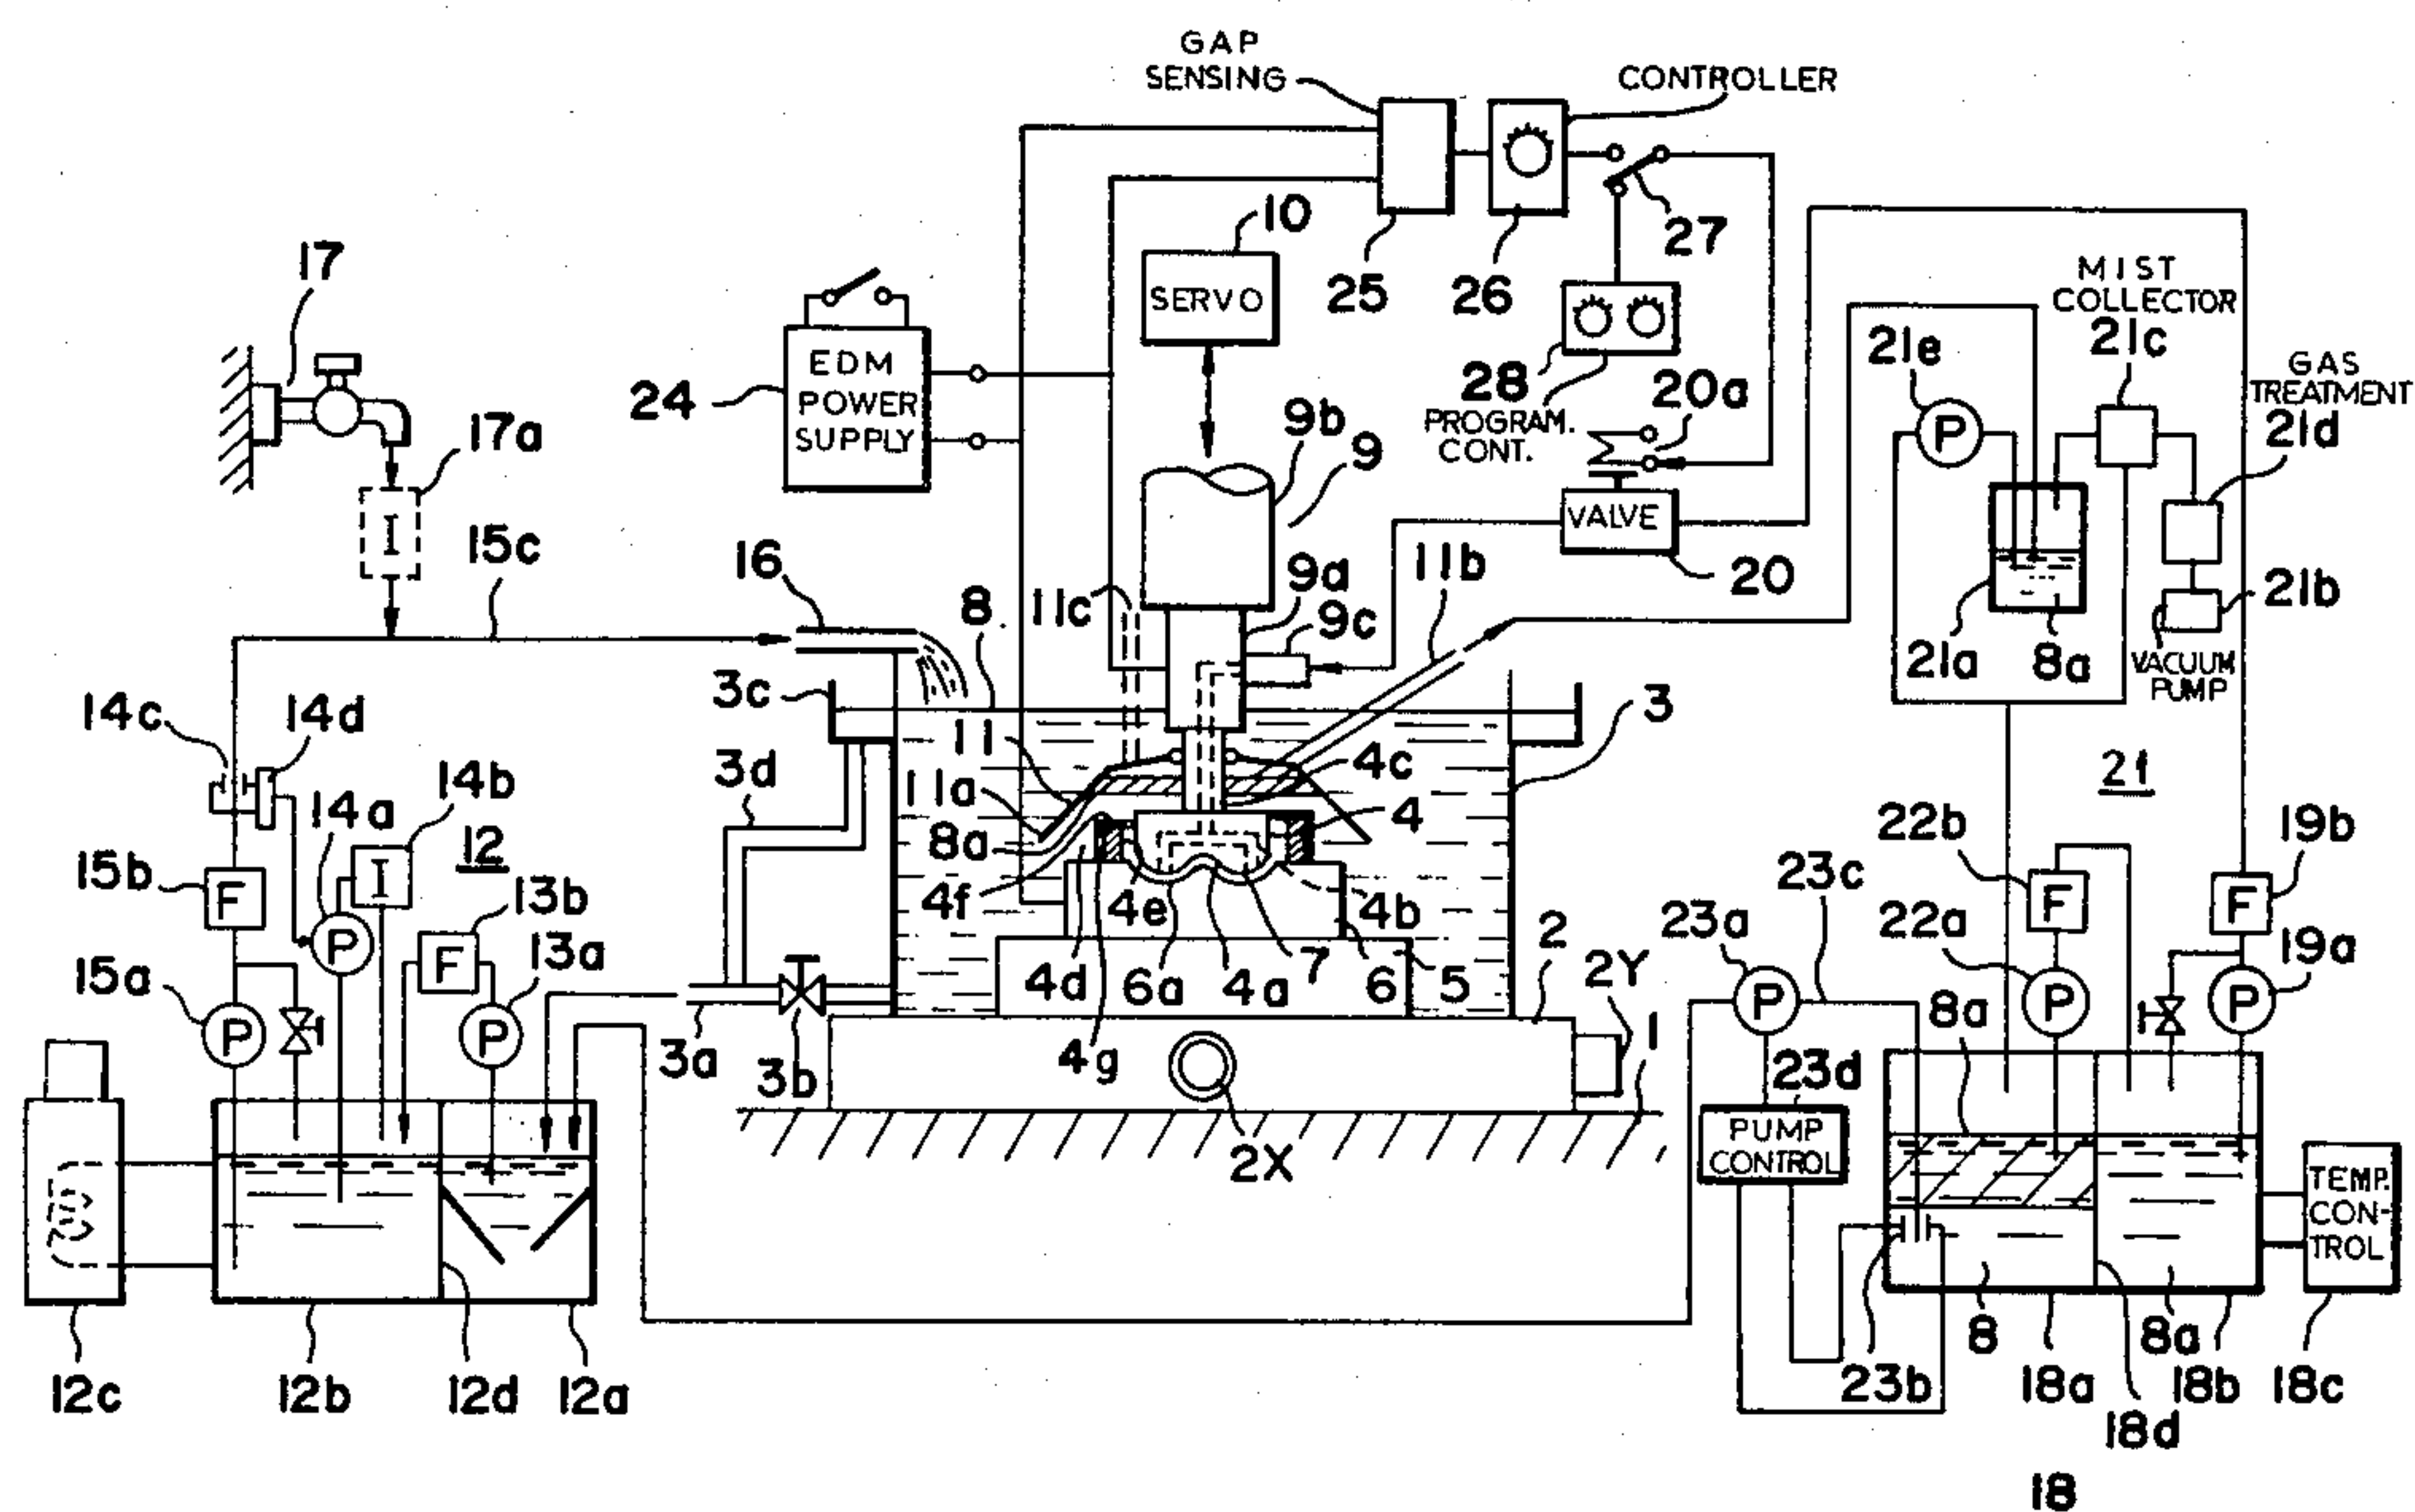 GAP
SENSING
CONTROLLER
10
25
26
27
17
SERVO
MIST
COLLECTOR
21c
21e
EDM
POWER
SUPPLY
24
28
PROGRAM.
CONT.
20a
GAS
TREATMENT
21d
P
17a
I
9b
9
15c
16
VALVE
20
11b
11c
9a
9c
8
21a
8a
21b
VACUUM
PUMP
14c
14d
3c
3
11
3d
4c
21
14b
14a
12
11a
4
8a
22b
19b
15b
F
I
13b
4f
4e
4b
23c
F
F
P
F
13a
23a
22a
19a
15a
4d
6a
4a
7
6
5
2
2Y
P
P
P
P
P
8a
3a
3b
4g
1
23d
2X
PUMP
CONTROL
TEMP.
CON-
TROL
8
8a
12c
12b
12d
12a
23b
18a
18b
18c
18d
18